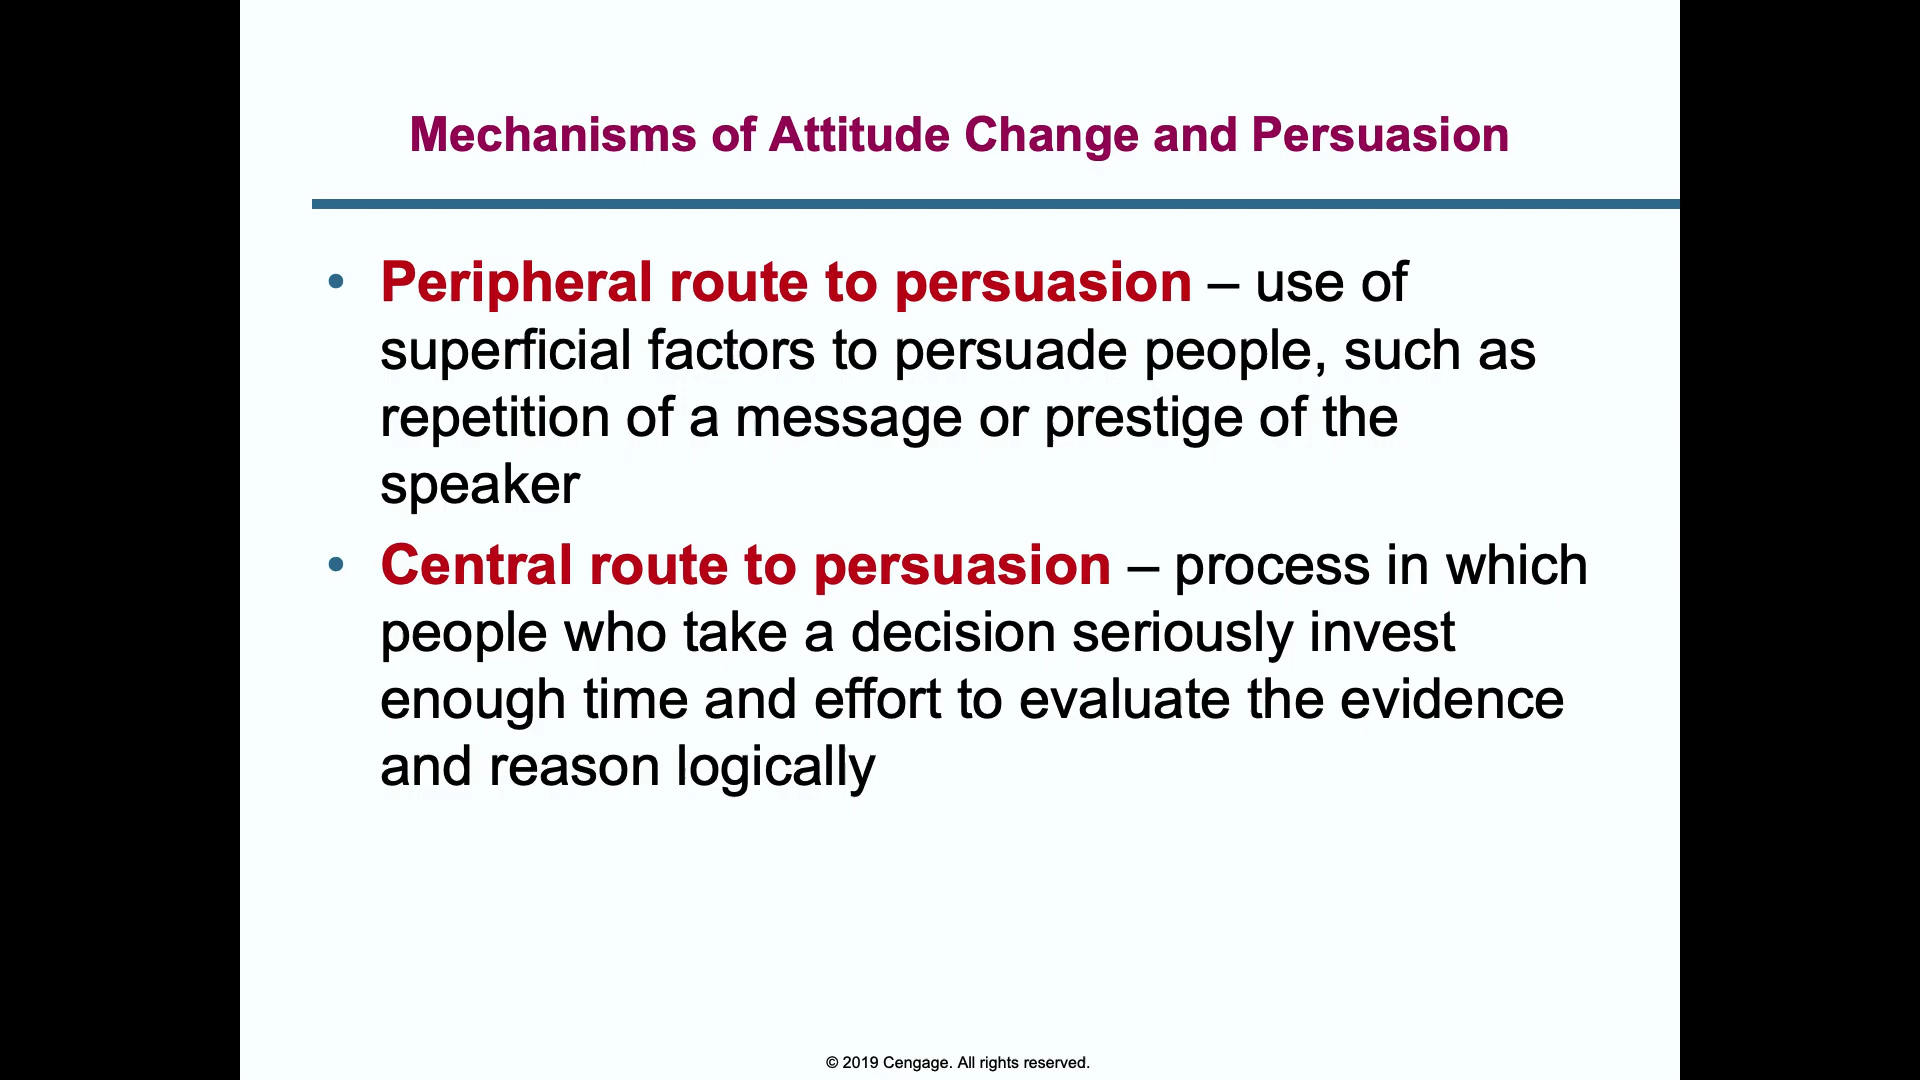 Mechanisms of Attitude Change and Persuasion
• Peripheral route to persuasion – use of
superficial factors to persuade people, such as
repetition of a message or prestige of the
speaker
• Central route to persuasion – process in which
people who take a decision seriously invest
enough time and effort to evaluate the evidence
and reason logically
© 2019 Cengage. All rights reserved.